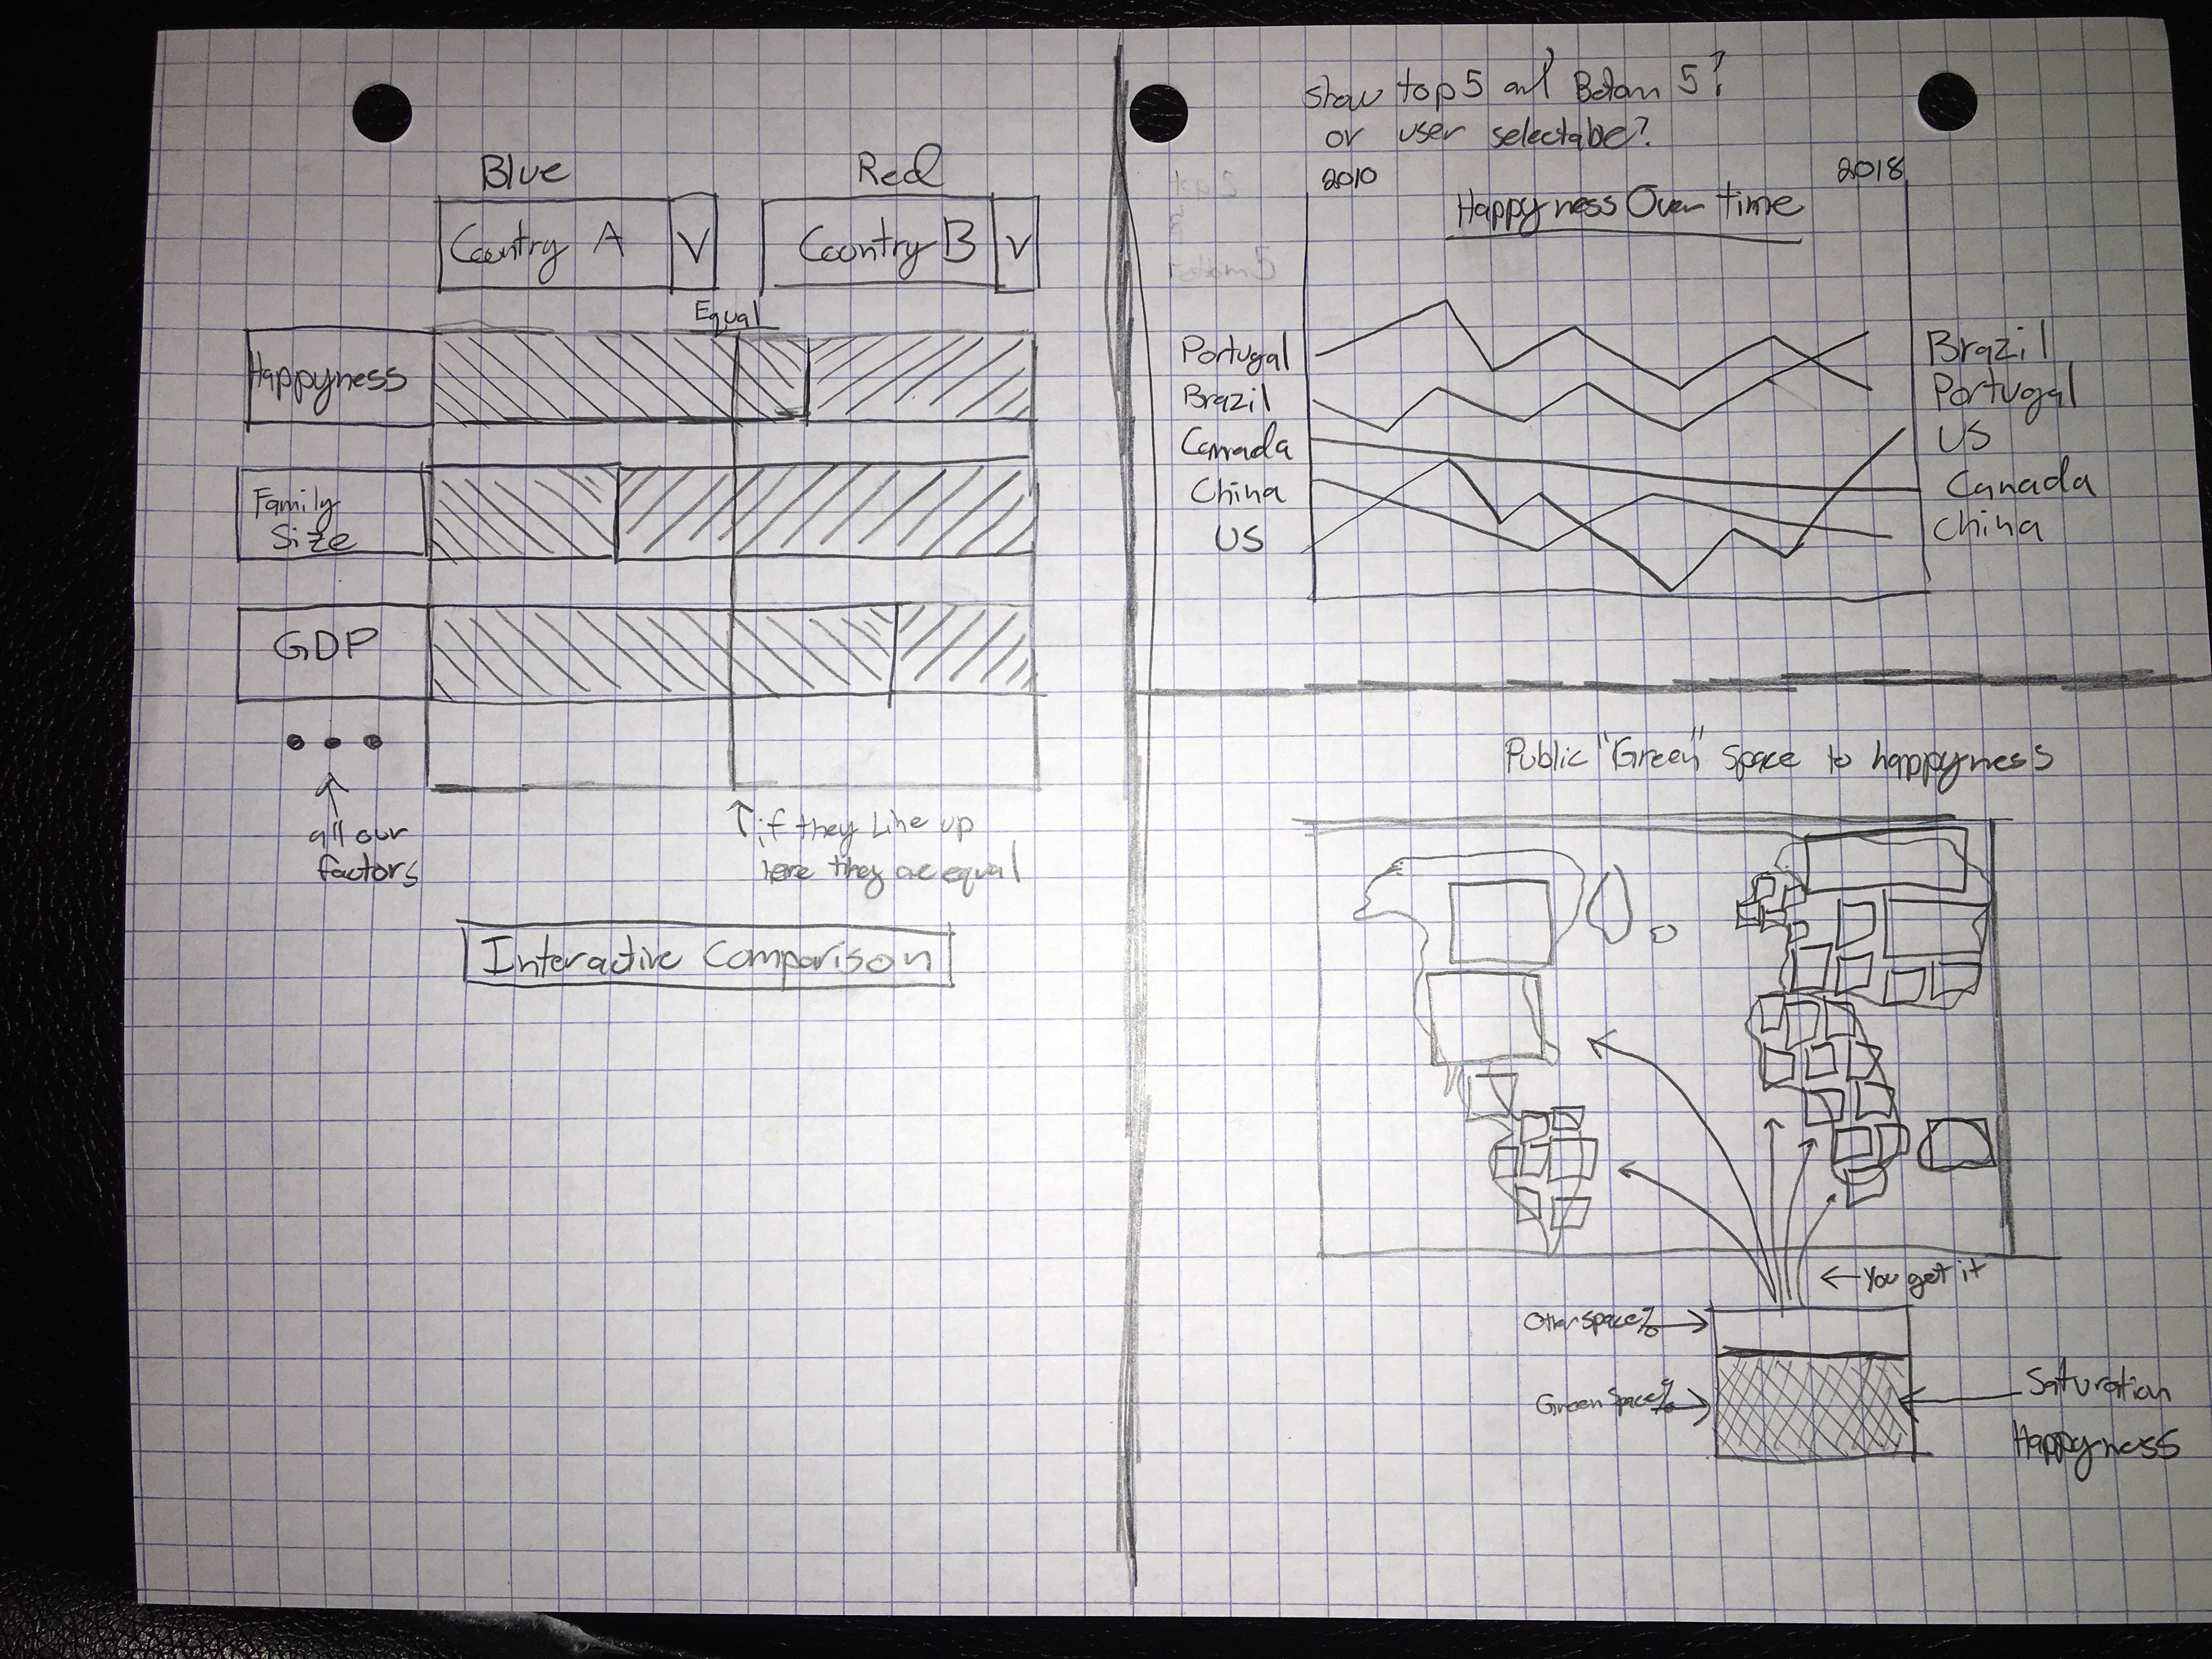 Blue
Red
Country A V
Country B V
Equal
Happyness
Family
Size
GDP
• • •
all our
factors
if they line up
here they are equal
Interactive Comparison
Show top 5 and Bottom 5?
or user selectable?
top 5
&
Bottom 5
2010
2018
Happyness Over time
Portugal
Brazil
Canada
China
US
Brazil
Portugal
US
Canada
China
Public "Green" Space to happyness
You get it
Other space%
Green space%
Saturation
Happyness